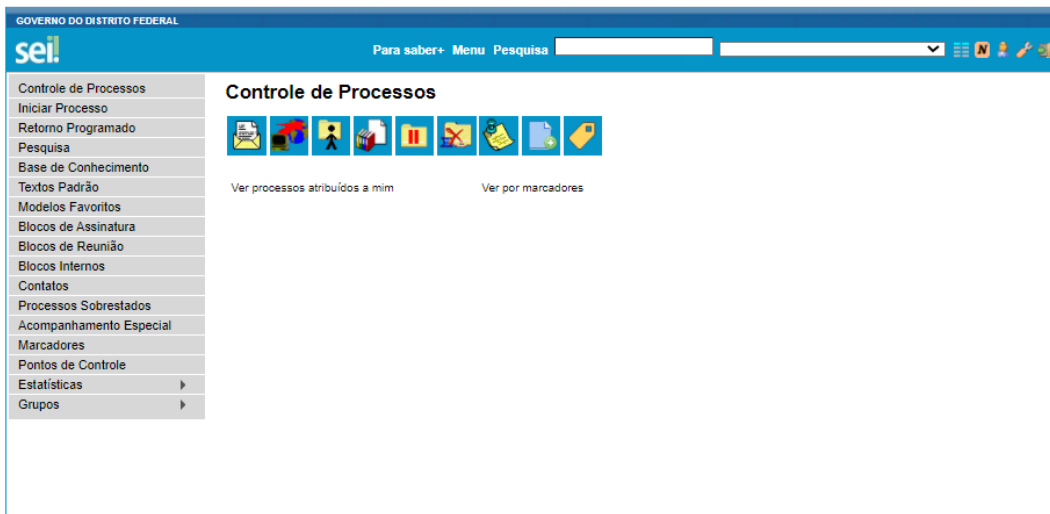 GOVERNO DO DISTRITO FEDERAL
sei!
Para saber+ Menu Pesquisa
N
Controle de Processos
Iniciar Processo
Retorno Programado
Pesquisa
Base de Conhecimento
Textos Padrão
Modelos Favoritos
Blocos de Assinatura
Blocos de Reunião
Blocos Internos
Contatos
Processos Sobrestados
Acompanhamento Especial
Marcadores
Pontos de Controle
Estatísticas
Grupos
Controle de Processos
Ver processos atribuídos a mim
Ver por marcadores